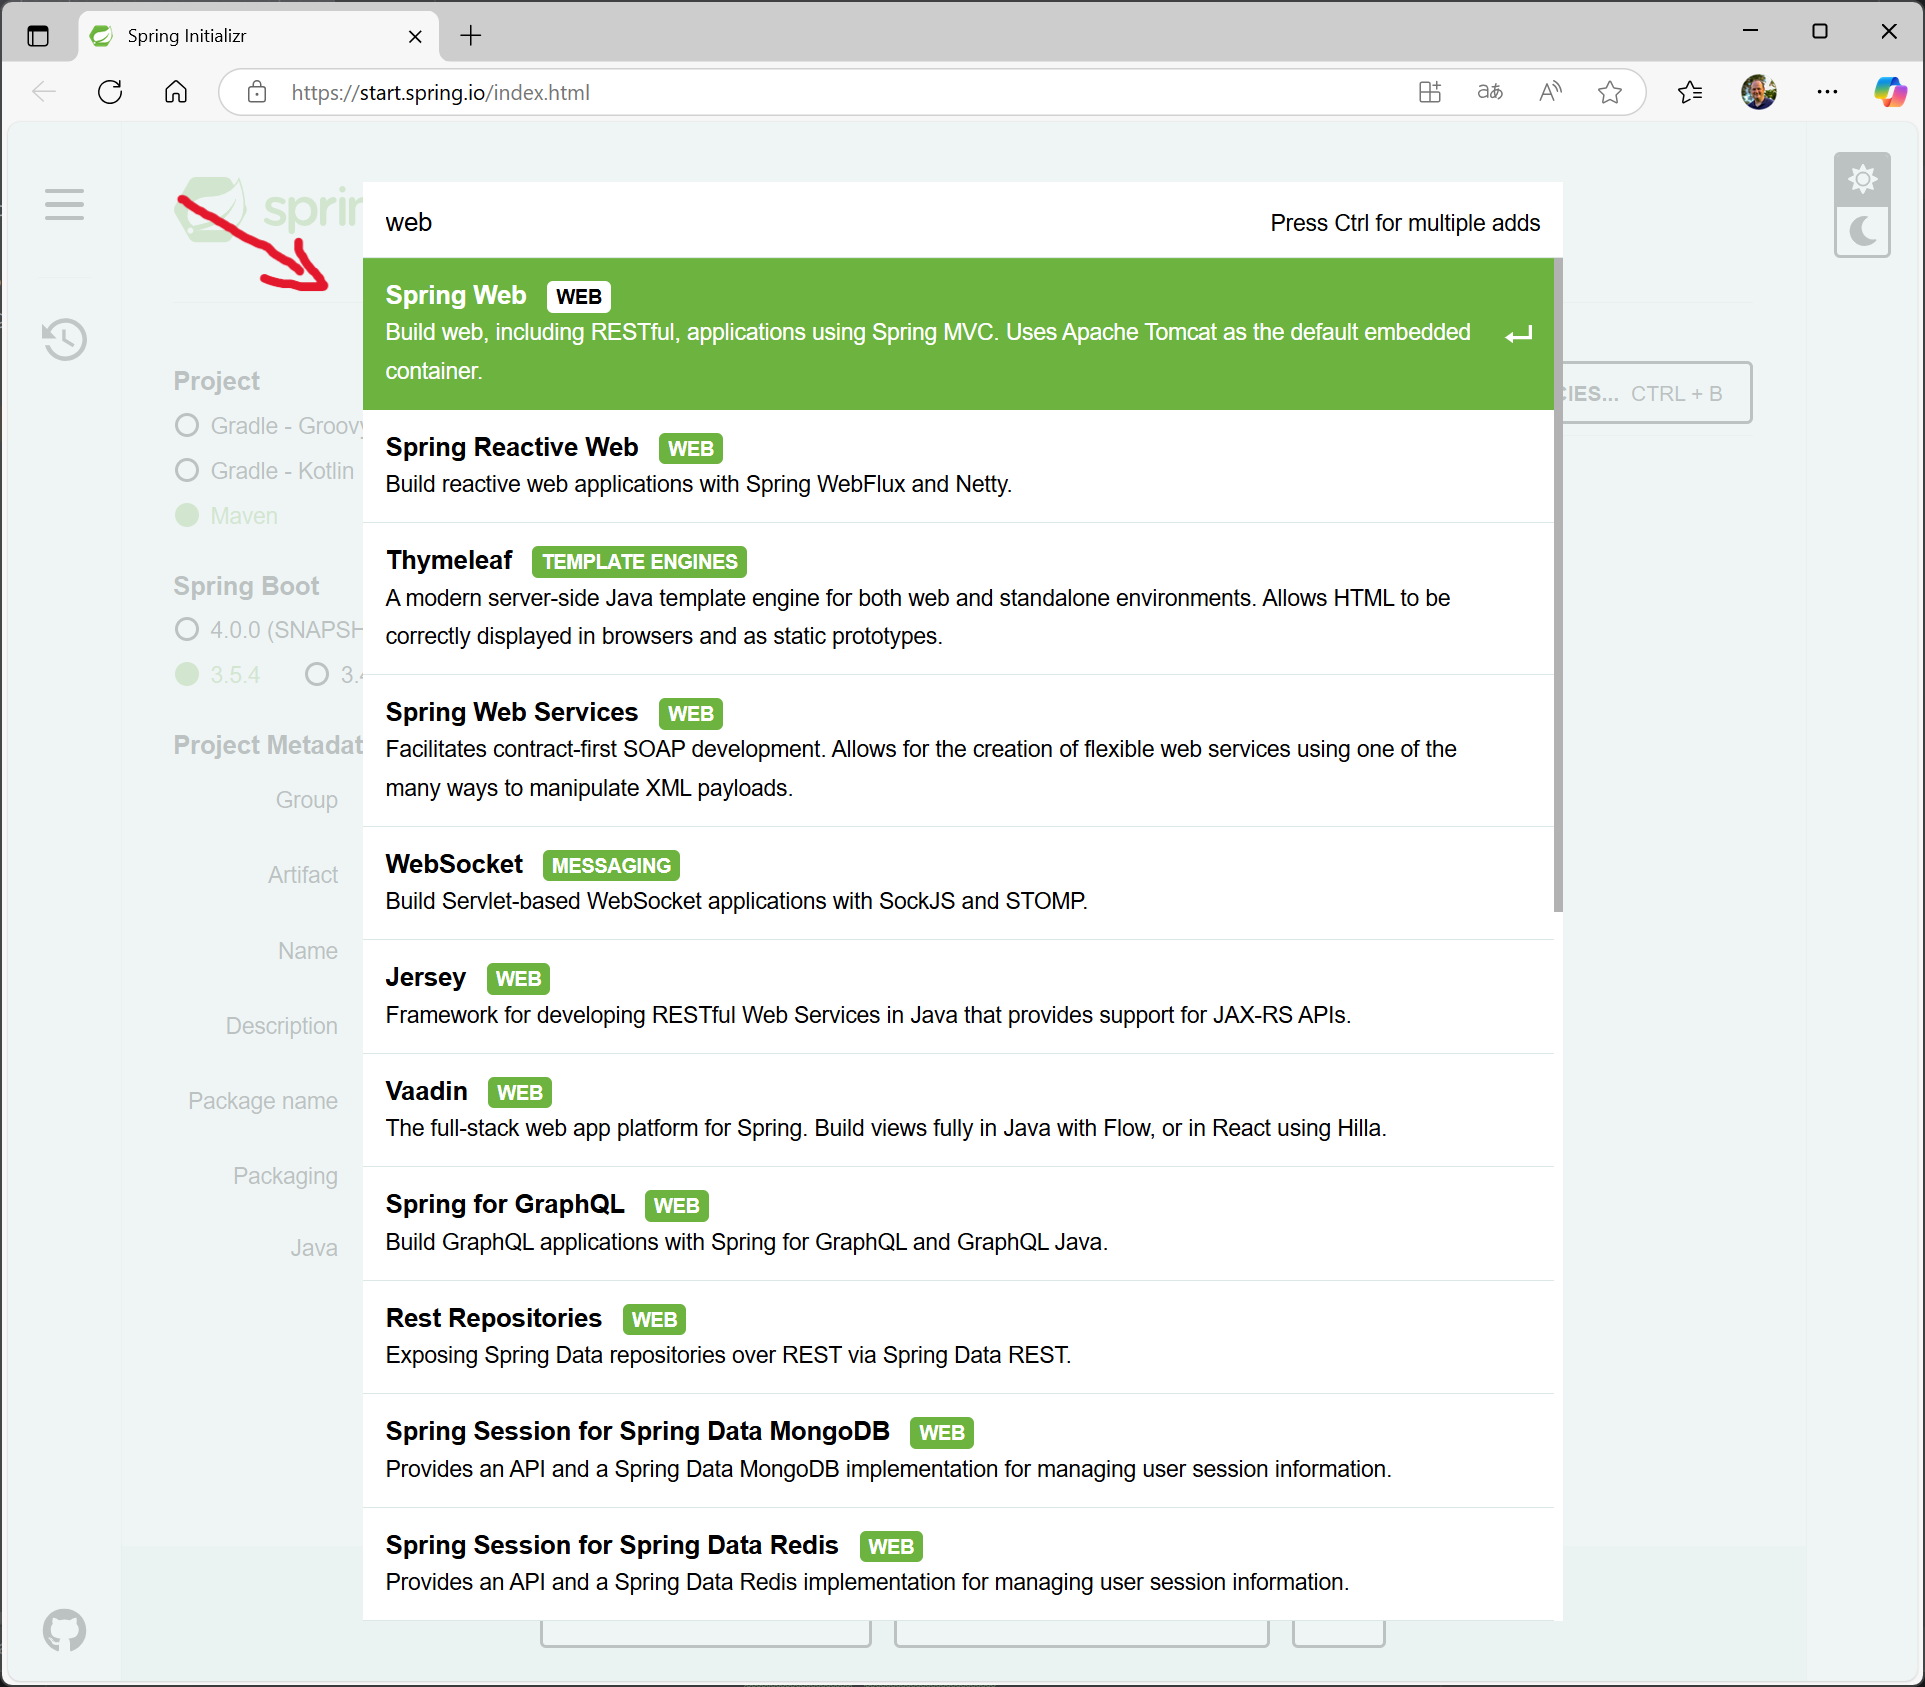 Spring Initializr
https://start.spring.io/index.html
spring
web
Press Ctrl for multiple adds
Spring Web WEB
Build web, including RESTful, applications using Spring MVC. Uses Apache Tomcat as the default embedded
container.
CIES... CTRL + B
Project
Gradle - Groovy
Gradle - Kotlin
Maven
Spring Boot
4.0.0 (SNAPSH
3.5.4 3.4
Project Metadat
Group
Artifact
Name
Description
Package name
Packaging
Java
Spring Reactive Web WEB
Build reactive web applications with Spring WebFlux and Netty.
Thymeleaf TEMPLATE ENGINES
A modern server-side Java template engine for both web and standalone environments. Allows HTML to be
correctly displayed in browsers and as static prototypes.
Spring Web Services WEB
Facilitates contract-first SOAP development. Allows for the creation of flexible web services using one of the
many ways to manipulate XML payloads.
WebSocket MESSAGING
Build Servlet-based WebSocket applications with SockJS and STOMP.
Jersey WEB
Framework for developing RESTful Web Services in Java that provides support for JAX-RS APIs.
Vaadin WEB
The full-stack web app platform for Spring. Build views fully in Java with Flow, or in React using Hilla.
Spring for GraphQL WEB
Build GraphQL applications with Spring for GraphQL and GraphQL Java.
Rest Repositories WEB
Exposing Spring Data repositories over REST via Spring Data REST.
Spring Session for Spring Data MongoDB WEB
Provides an API and a Spring Data MongoDB implementation for managing user session information.
Spring Session for Spring Data Redis WEB
Provides an API and a Spring Data Redis implementation for managing user session information.